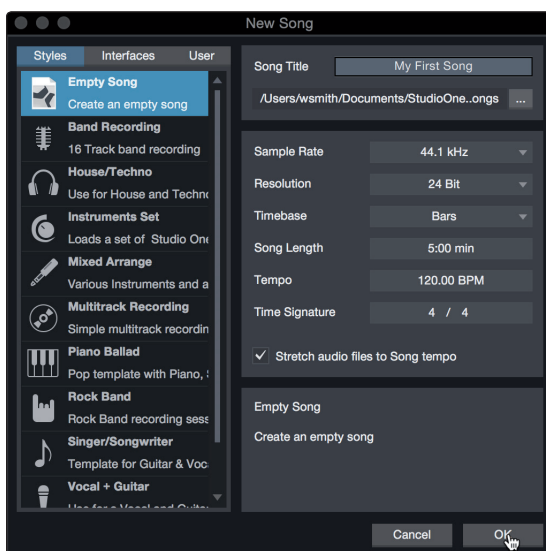 New Song
Styles Interfaces User
Empty Song
Create an empty song
Band Recording
16 Track band recording
House/Techno
Use for House and Techno
Instruments Set
Loads a set of Studio One
Mixed Arrange
Various Instruments and a
Multitrack Recording
Simple multitrack recordin
Piano Ballad
Pop template with Piano,
Rock Band
Rock Band recording sess
Singer/Songwriter
Template for Guitar & Voc
Vocal + Guitar
Song Title My First Song
/Users/wsmith/Documents/StudioOne..ongs ...
Sample Rate 44.1 kHz
Resolution 24 Bit
Timebase Bars
Song Length 5:00 min
Tempo 120.00 BPM
Time Signature 4 / 4
Stretch audio files to Song tempo
Empty Song
Create an empty song
Cancel OK